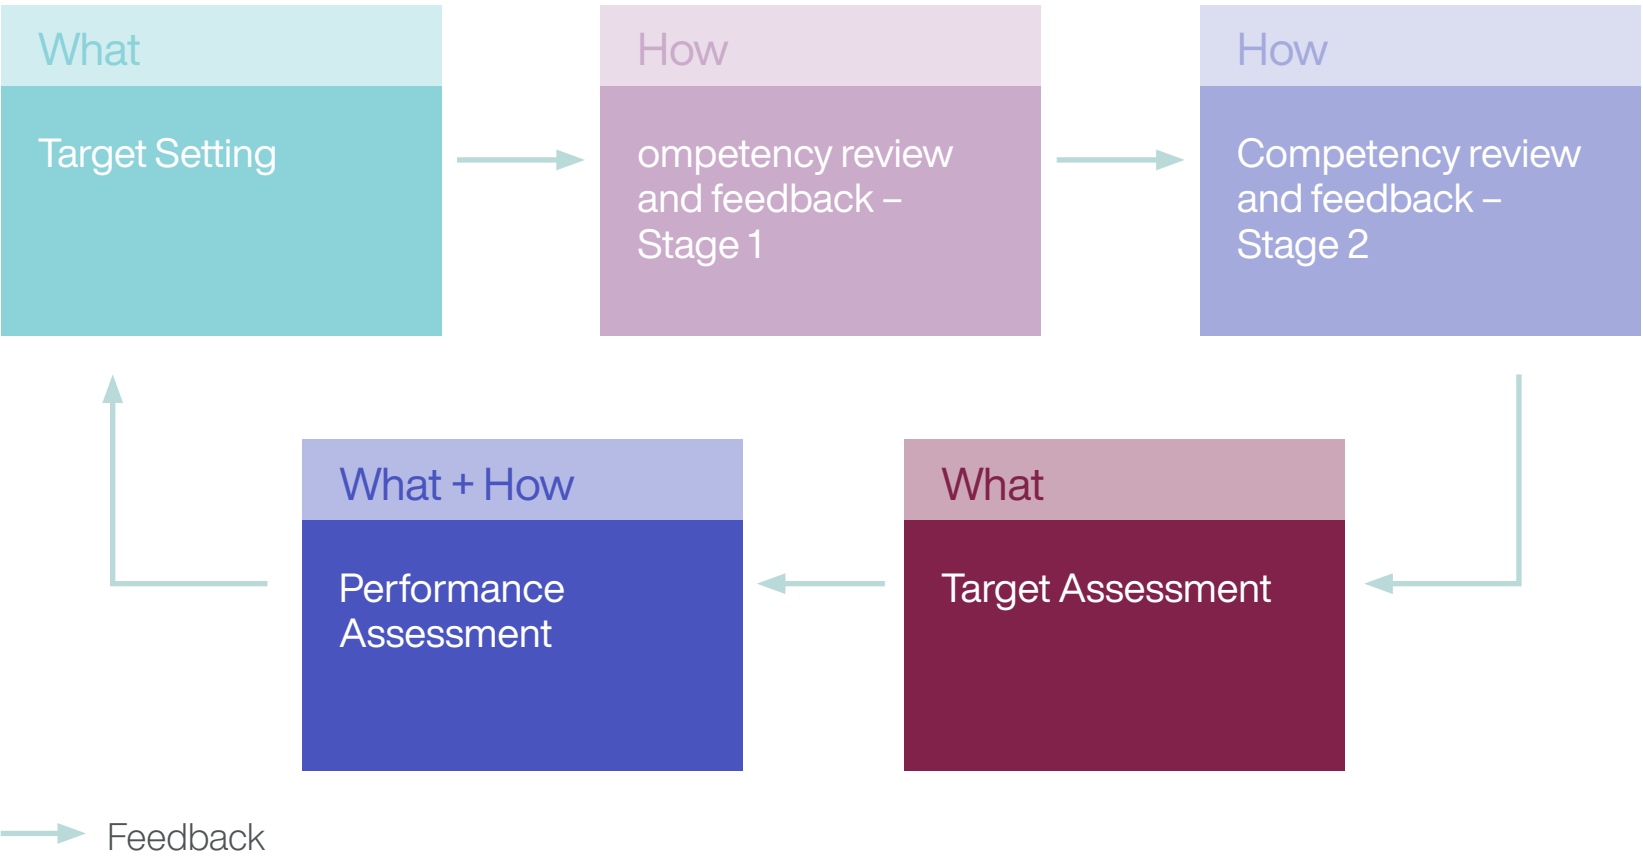 What
Target Setting
How
ompetency review
and feedback –
Stage 1
How
Competency review
and feedback –
Stage 2
What + How
Performance
Assessment
What
Target Assessment
Feedback